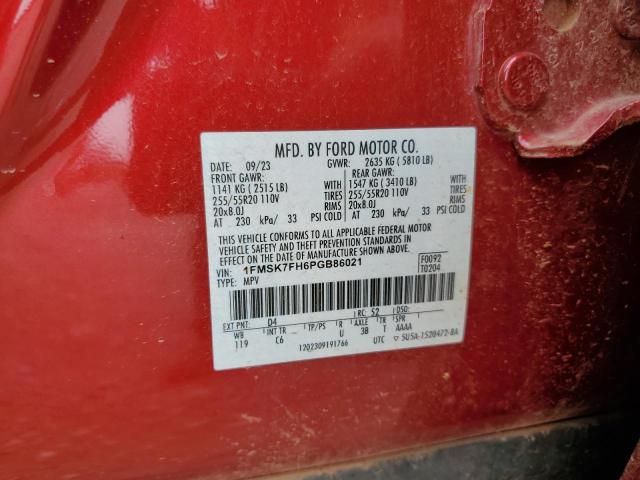 MFD. BY FORD MOTOR CO.
DATE: 09/23 GVWR: 2635 KG ( 5810 LB)
FRONT GAWR: REAR GAWR:
1141 KG ( 2515 LB) WITH 1547 KG ( 3410 LB) WITH
255/55R20 110V TIRES 255/55R20 110V TIRES
20x8.0J RIMS 20x8.0J RIMS
AT 230 kPa/ 33 PSI COLD AT 230 kPa/ 33 PSI COLD
THIS VEHICLE CONFORMS TO ALL APPLICABLE FEDERAL MOTOR
VEHICLE SAFETY AND THEFT PREVENTION STANDARDS IN
EFFECT ON THE DATE OF MANUFACTURE SHOWN ABOVE.
VIN: 1FMSK7FH6PGB86021 F0092
TYPE: MPV T0204
EXT PNT: D4 RC: 52 DSO:
WB INT TR TP/PS R AXLE TR SPR
119 C6 U 38 T AAAA
1202309191766 UTC ▽ 5U5A-1520472-BA